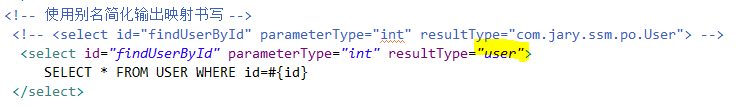 <!-- 使用别名简化输出映射书写 -->
<!-- <select id="findUserById" parameterType="int" resultType="com.jary.ssm.po.User"> -->
<select id="findUserById" parameterType="int" resultType="user">
SELECT * FROM USER WHERE id=#{id}
</select>